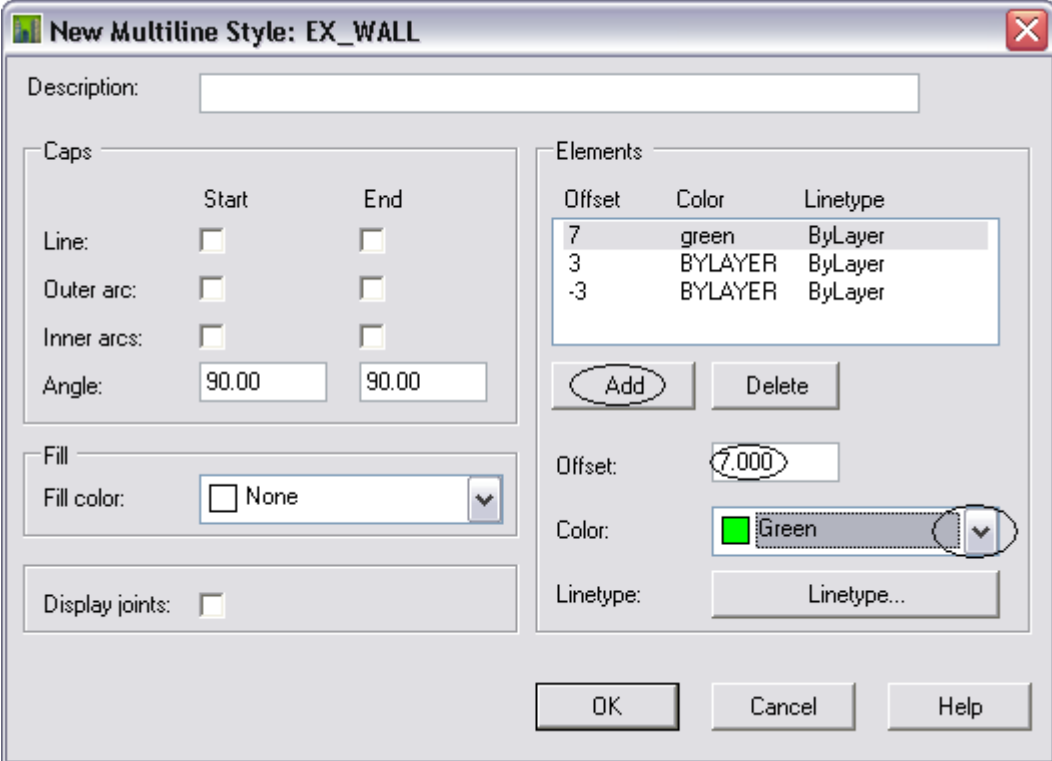 New Multiline Style: EX_WALL
Description:
Caps
Start End
Line:
Outer arc:
Inner arcs:
Angle: 90.00 90.00
Fill
Fill color: None
Display joints:
Elements
Offset Color Linetype
7 green ByLayer
3 BYLAYER ByLayer
-3 BYLAYER ByLayer
Add Delete
Offset: 7.000
Color: Green
Linetype: Linetype...
OK Cancel Help